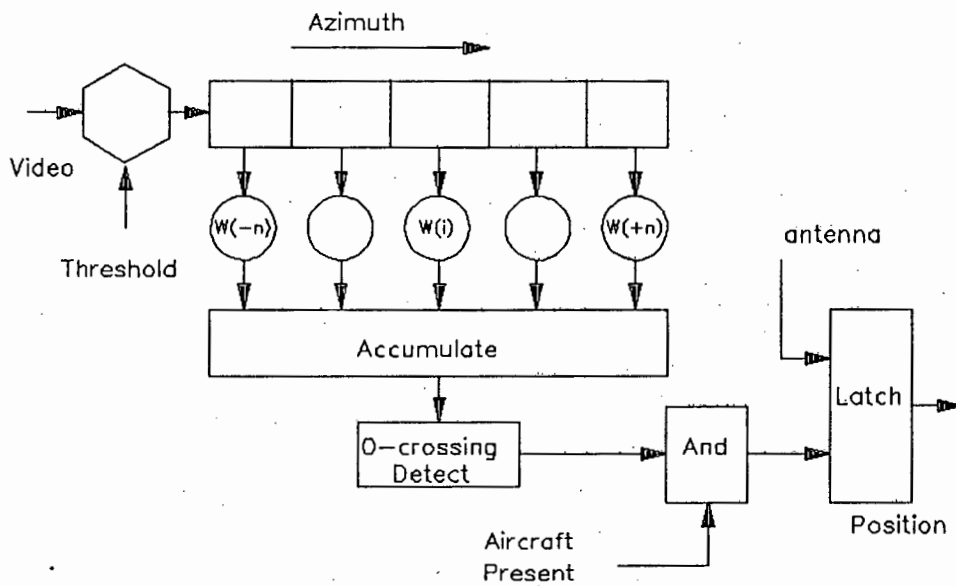 Azimuth
Video
Threshold
W(-n)
W(i)
W(+n)
antenna
Accumulate
Latch
0-crossing
Detect
And
Position
Aircraft
Present